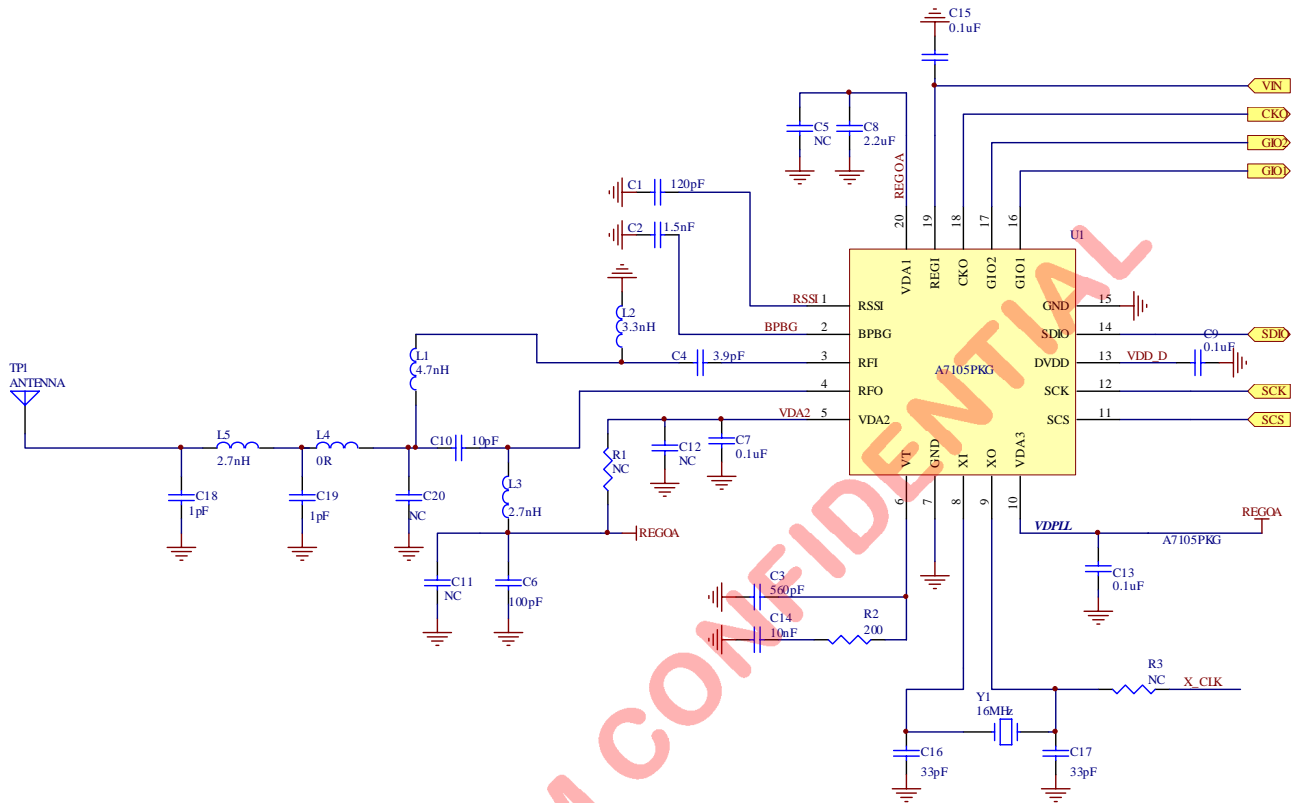 C15
0.1uF
VIN
CKO
GIO2
GIO1
C5
NC
C8
2.2uF
REGOA
20
19
18
17
16
U1
C1
120pF
C2
1.5nF
VDA1
REGI
CKO
GIO2
GIO1
L2
3.3nH
RSSI 1
RSSI
GND
15
BPBG
2
BPBG
SDIO
14
SDIO
C4
3.9pF
3
RFI
DVDD
13
VDD_D
C9
0.1uF
A7105PKG
4
RFO
SCK
12
SCK
VDA2
5
VDA2
SCS
11
SCS
L1
4.7nH
TP1
ANTENNA
L5
2.7nH
L4
0R
C10
10pF
R1
NC
C12
NC
C7
0.1uF
VT
GND
XI
XO
VDA3
6
7
8
9
10
C18
1pF
C19
1pF
C20
NC
L3
2.7nH
REGOA
VDPLL
REGOA
A7105PKG
C11
NC
C6
100pF
C13
0.1uF
C3
560pF
C14
10nF
R2
200
R3
NC
X_CLK
Y1
16MHz
C16
33pF
C17
33pF
M CONFIDENTIAL